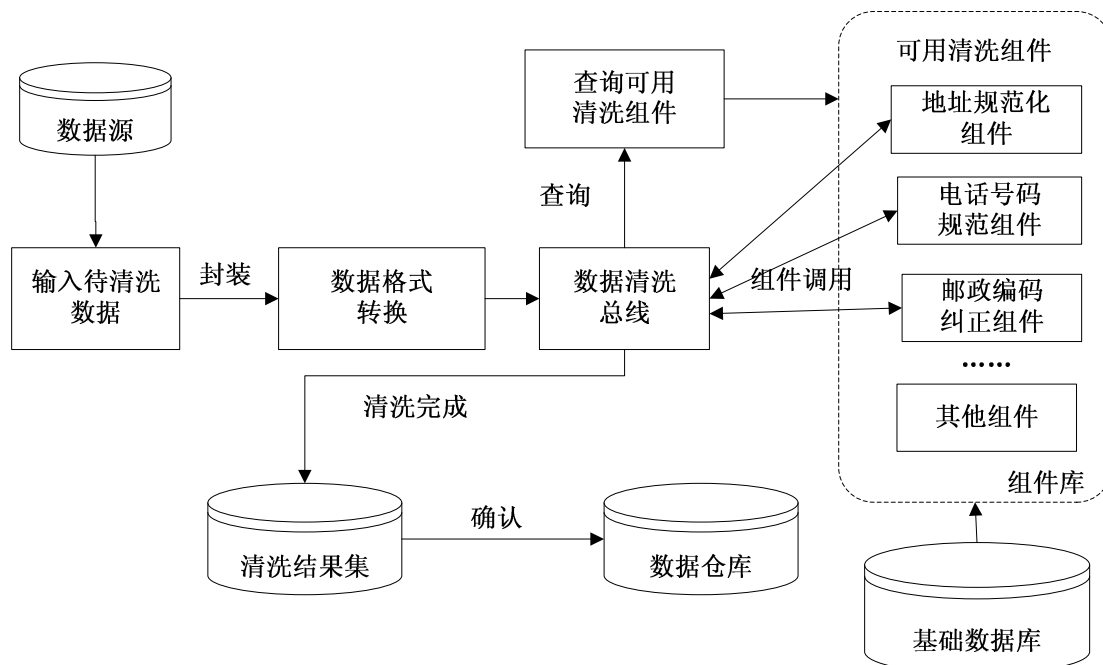 可用清洗组件
查询可用
清洗组件
地址规范化
组件
数据源
电话号码
规范组件
查询
封装
输入待清洗
数据
数据格式
转换
数据清洗
总线
组件调用
邮政编码
纠正组件
……
其他组件
清洗完成
组件库
确认
清洗结果集
数据仓库
基础数据库